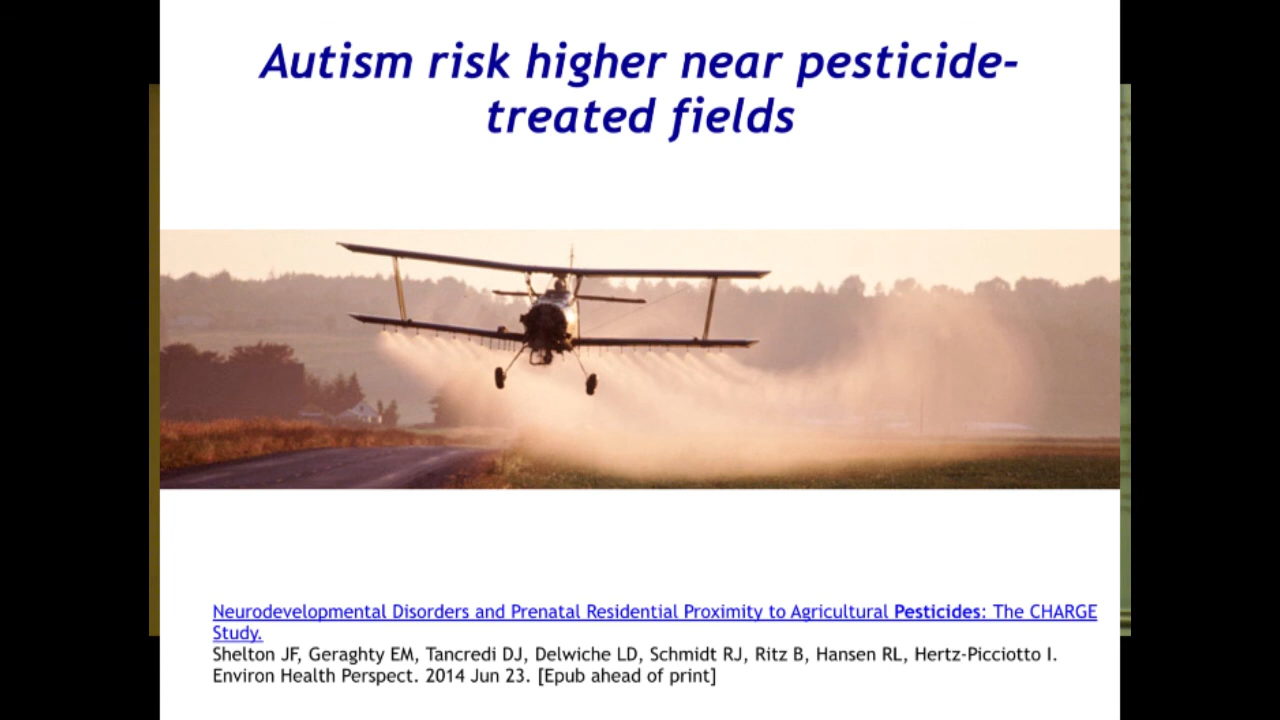 Autism risk higher near pesticide-
treated fields
Neurodevelopmental Disorders and Prenatal Residential Proximity to Agricultural Pesticides: The CHARGE
Study.
Shelton JF, Geraghty EM, Tancredi DJ, Delwiche LD, Schmidt RJ, Ritz B, Hansen RL, Hertz-Picciotto I.
Environ Health Perspect. 2014 Jun 23. [Epub ahead of print]